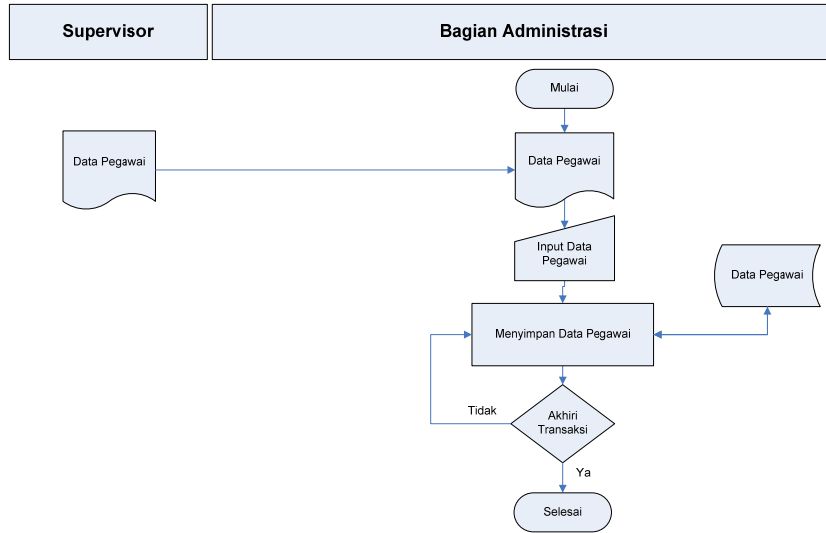 Supervisor
Bagian Administrasi
Mulai
Data Pegawai
Data Pegawai
Input Data
Pegawai
Data Pegawai
Menyimpan Data Pegawai
Tidak
Akhiri
Transaksi
Ya
Selesai